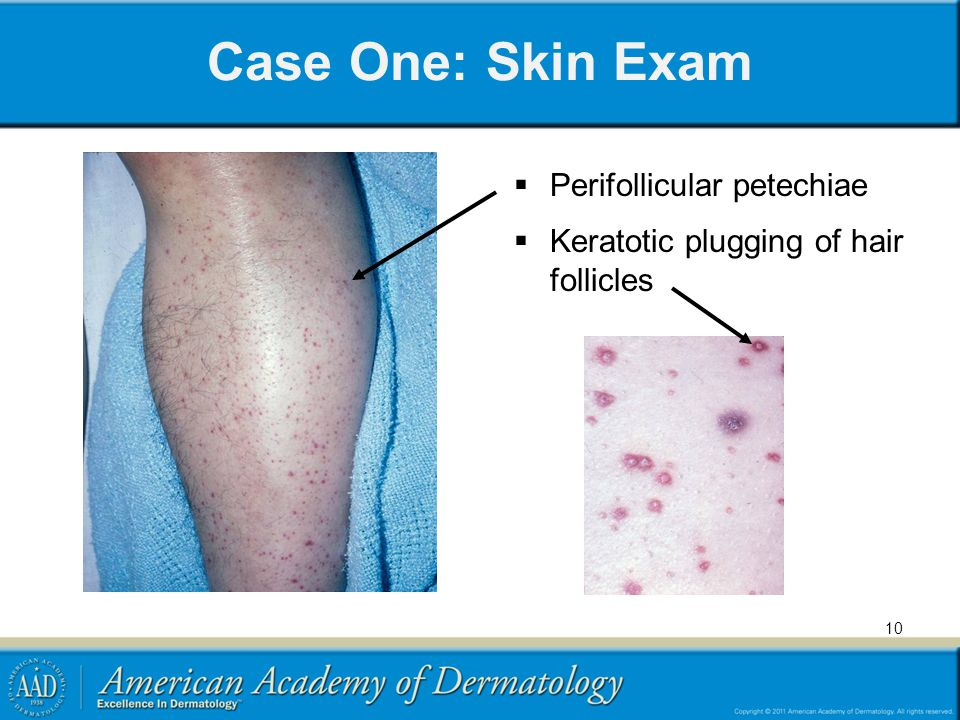 Case One: Skin Exam
▪ Perifollicular petechiae
▪ Keratotic plugging of hair
follicles
10
AMERICAN ACADEMY OF DERMATOLOGY
AAD
1938
American Academy of Dermatology
Excellence in Dermatology™
Copyright © 2011 American Academy of Dermatology. All rights reserved.